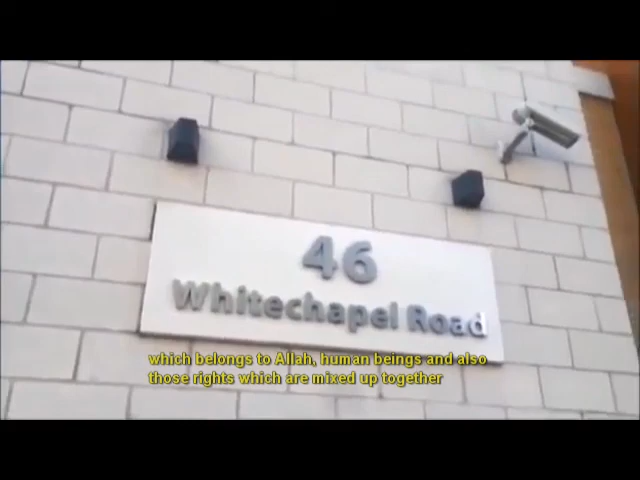 46
Whitechapel Road
which belongs to Allah, human beings and also
those rights which are mixed up together